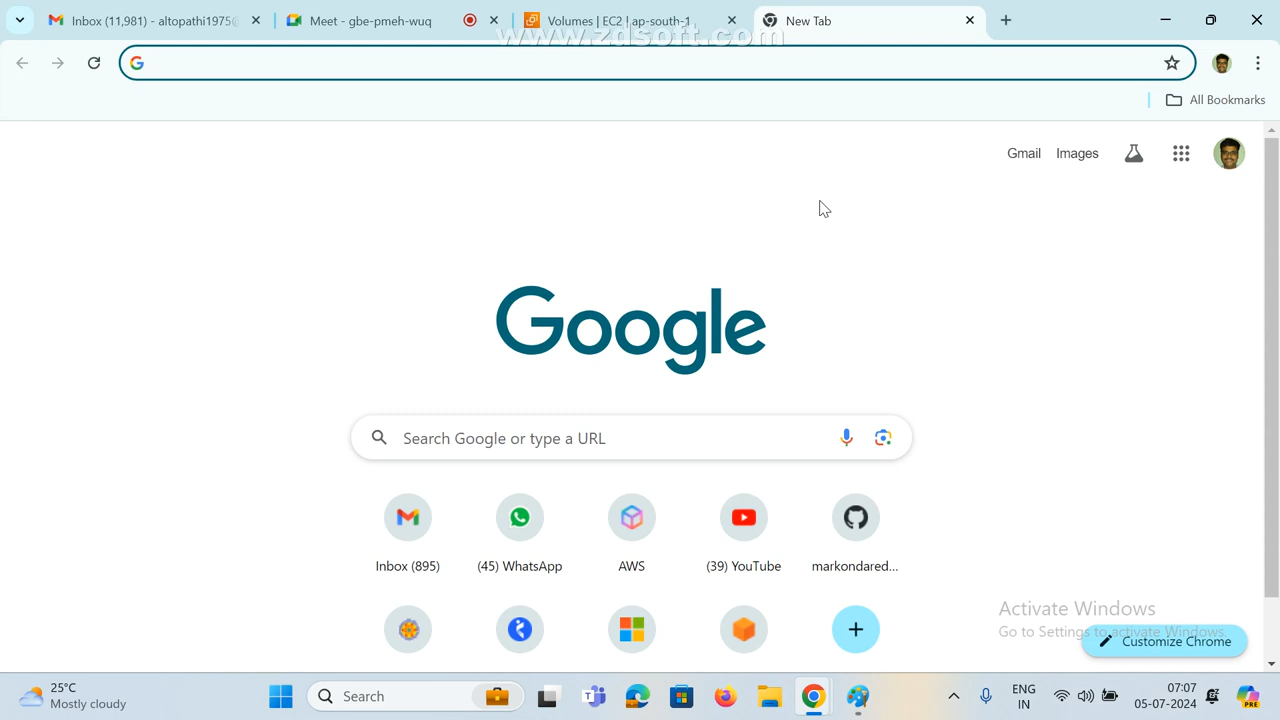 Inbox (11,981) - altopathi1975@
Meet - gbe-pmeh-wuq
Volumes | EC2 | ap-south-1
New Tab
www.zdsoft.com
All Bookmarks
Gmail
Images
Google
Search Google or type a URL
Inbox (895)
(45) WhatsApp
AWS
(39) YouTube
markondared...
Activate Windows
Go to Settings to activate Windows.
Customize Chrome
25°C
Mostly cloudy
Search
ENG
IN
07:07
05-07-2024
PRE